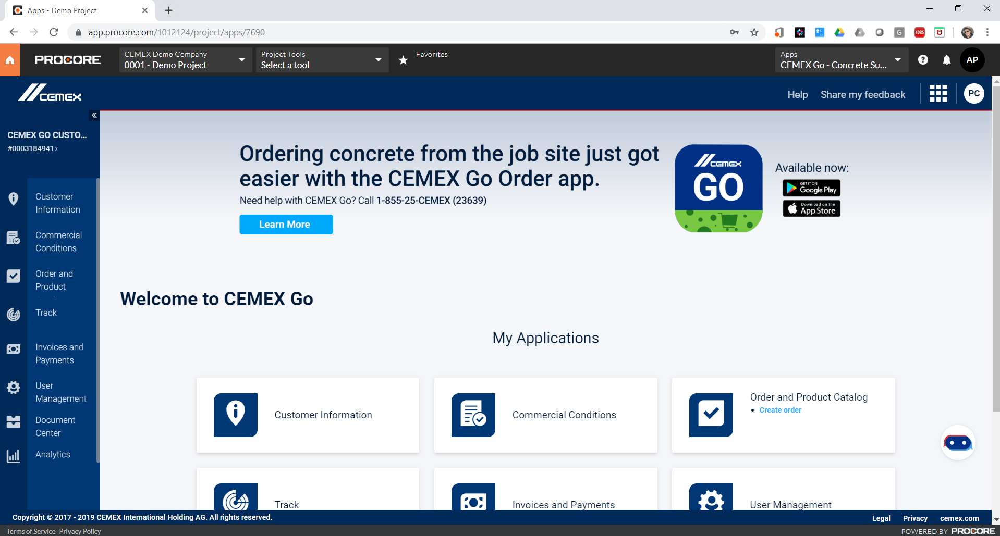 Apps • Demo Project
app.procore.com/1012124/project/apps/7690
G
CORS
PROCORE
CEMEX Demo Company
0001 - Demo Project
Project Tools
Select a tool
Favorites
Apps
CEMEX Go - Concrete Su...
?
AP
CEMEX
Help
Share my feedback
PC
CEMEX GO CUSTO...
#0003184941›
Customer
Information
Commercial
Conditions
Order and
Product
Track
Invoices and
Payments
User
Management
Document
Center
Analytics
Ordering concrete from the job site just got
easier with the CEMEX Go Order app.
Need help with CEMEX Go? Call 1-855-25-CEMEX (23639)
Learn More
CEMEX
GO
Available now:
GET IT ON
Google Play
Download on the
App Store
Welcome to CEMEX Go
My Applications
Customer Information
Commercial Conditions
Order and Product Catalog
• Create order
Track
Invoices and Payments
User Management
Copyright © 2017 - 2019 CEMEX International Holding AG. All rights reserved.
Legal
Privacy
cemex.com
Terms of Service
Privacy Policy
POWERED BY PROCORE